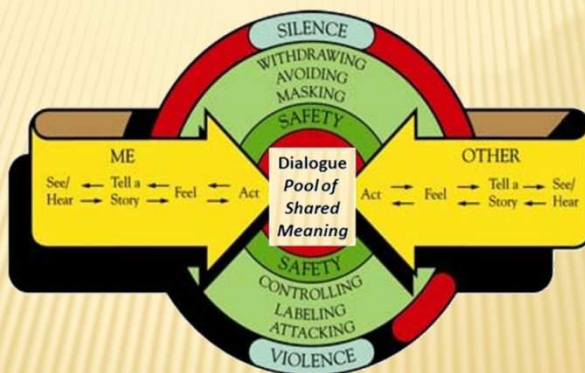 SILENCE
WITHDRAWING
AVOIDING
MASKING
SAFETY
ME
See/ ← Tell a ← Feel ← Act
Hear → Story → →
Dialogue
Pool of
Shared
Meaning
OTHER
Act → Feel → Tell a → See/
← ← Story ← Hear
SAFETY
CONTROLLING
LABELING
ATTACKING
VIOLENCE